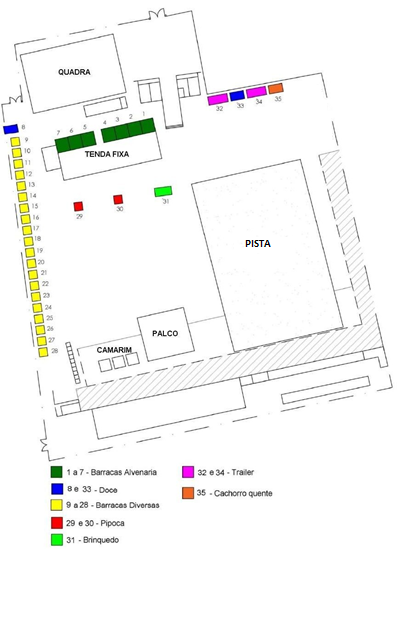 QUADRA
32
33
34
35
8
7
6
5
4
3
2
1
TENDA FIXA
9
10
11
12
13
14
15
16
17
18
19
20
21
22
23
24
25
26
27
28
29
30
31
PISTA
PALCO
CAMARIM
1 a 7 - Barracas Alvenaria
8 e 33 - Doce
9 a 28 - Barracas Diversas
29 e 30 - Pipoca
31 - Brinquedo
32 e 34 - Trailer
35 - Cachorro quente